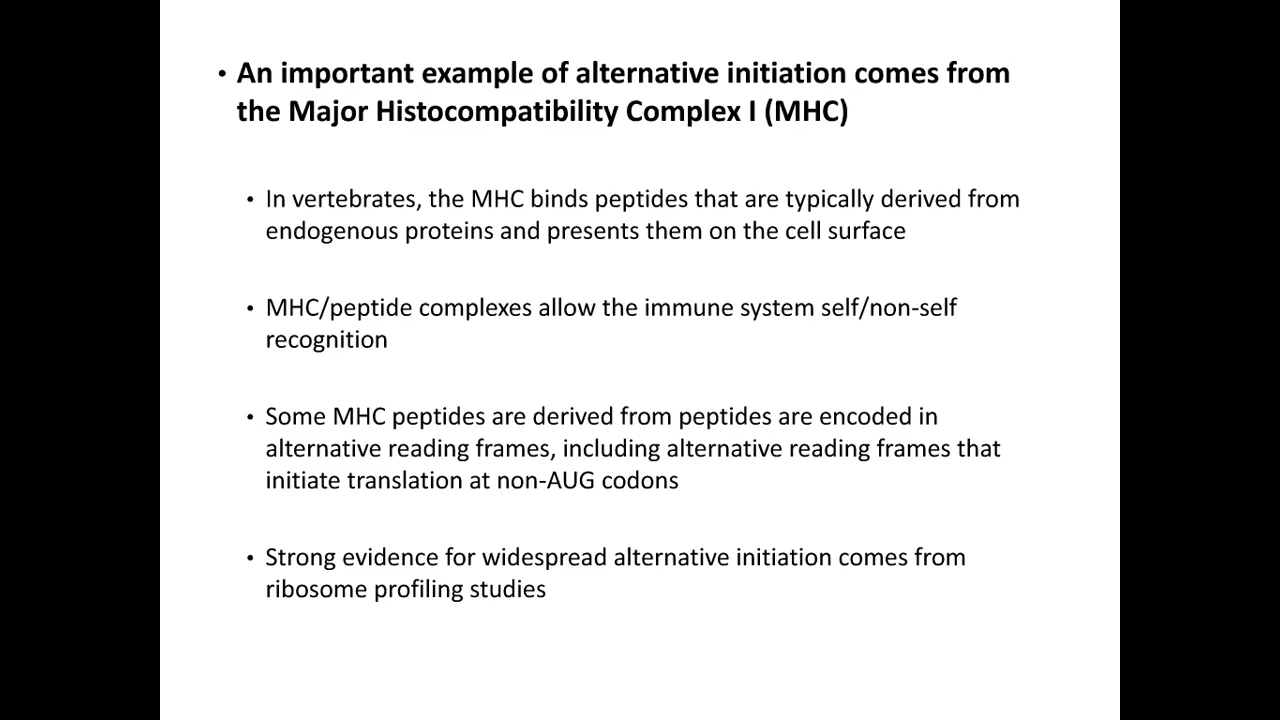 • An important example of alternative initiation comes from
the Major Histocompatibility Complex I (MHC)
• In vertebrates, the MHC binds peptides that are typically derived from
endogenous proteins and presents them on the cell surface
• MHC/peptide complexes allow the immune system self/non-self
recognition
• Some MHC peptides are derived from peptides are encoded in
alternative reading frames, including alternative reading frames that
initiate translation at non-AUG codons
• Strong evidence for widespread alternative initiation comes from
ribosome profiling studies